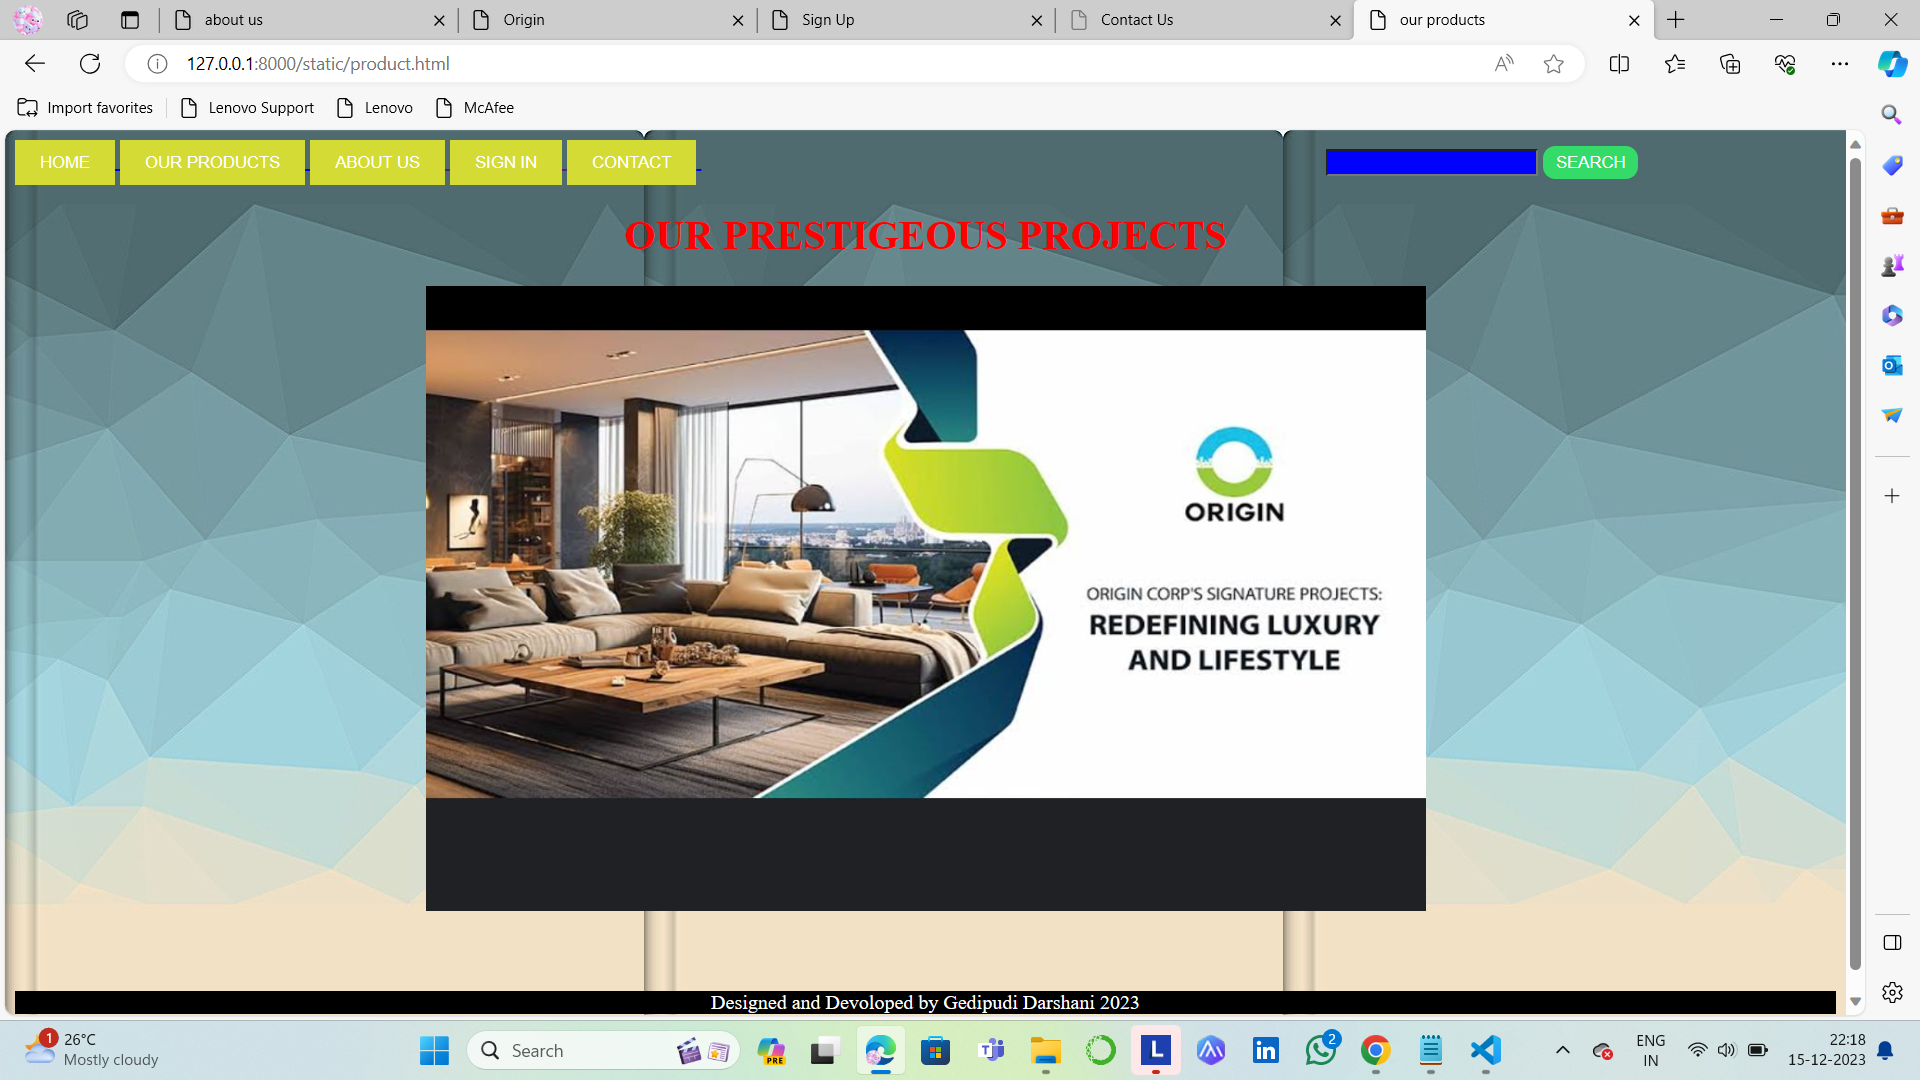 about us
Origin
Sign Up
Contact Us
our products
127.0.0.1:8000/static/product.html
Import favorites
Lenovo Support
Lenovo
McAfee
HOME
OUR PRODUCTS
ABOUT US
SIGN IN
CONTACT
SEARCH
OUR PRESTIGEOUS PROJECTS
ORIGIN
ORIGIN CORP'S SIGNATURE PROJECTS:
REDEFINING LUXURY
AND LIFESTYLE
Designed and Devoloped by Gedipudi Darshani 2023
1
26°C
Mostly cloudy
Search
PRE
L
2
ENG
IN
22:18
15-12-2023